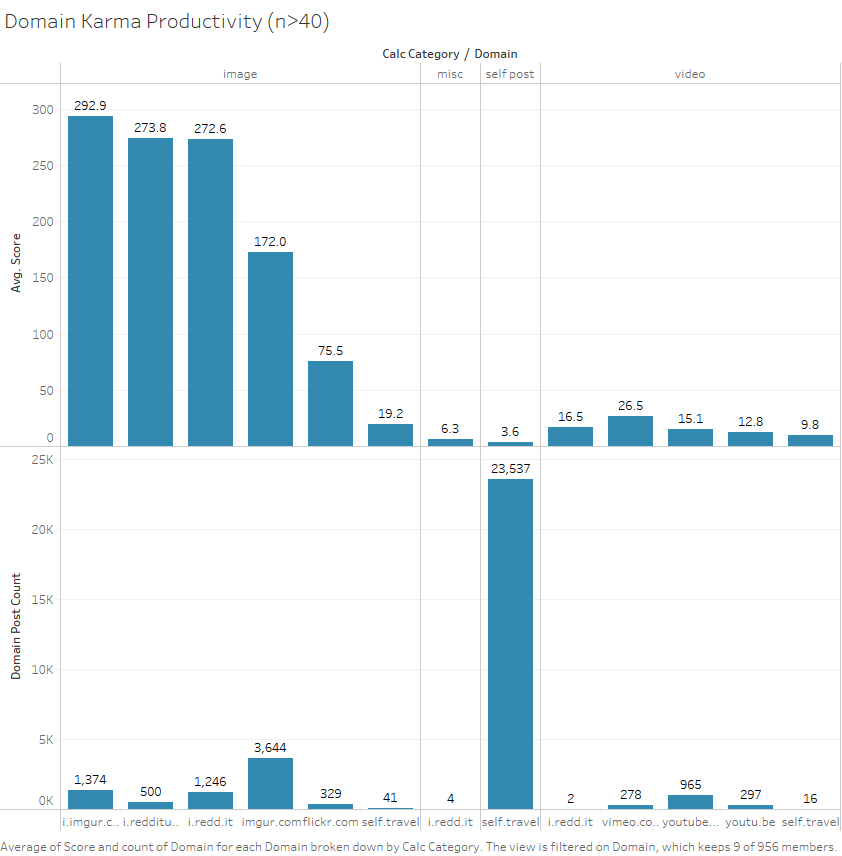 Domain Karma Productivity (n>40)
Calc Category / Domain
image misc self post video
Avg. Score
300
250
200
150
100
50
0
292.9 273.8 272.6 172.0 75.5 19.2 6.3 3.6 16.5 26.5 15.1 12.8 9.8
Domain Post Count
25K
20K
15K
10K
5K
0K
1,374 500 1,246 3,644 329 41 4 23,537 2 278 965 297 16
i.imgur.c.. i.redditu.. i.redd.it imgur.com flickr.com self.travel i.redd.it self.travel i.redd.it vimeo.co.. youtube... youtu.be self.travel
Average of Score and count of Domain for each Domain broken down by Calc Category. The view is filtered on Domain, which keeps 9 of 956 members.